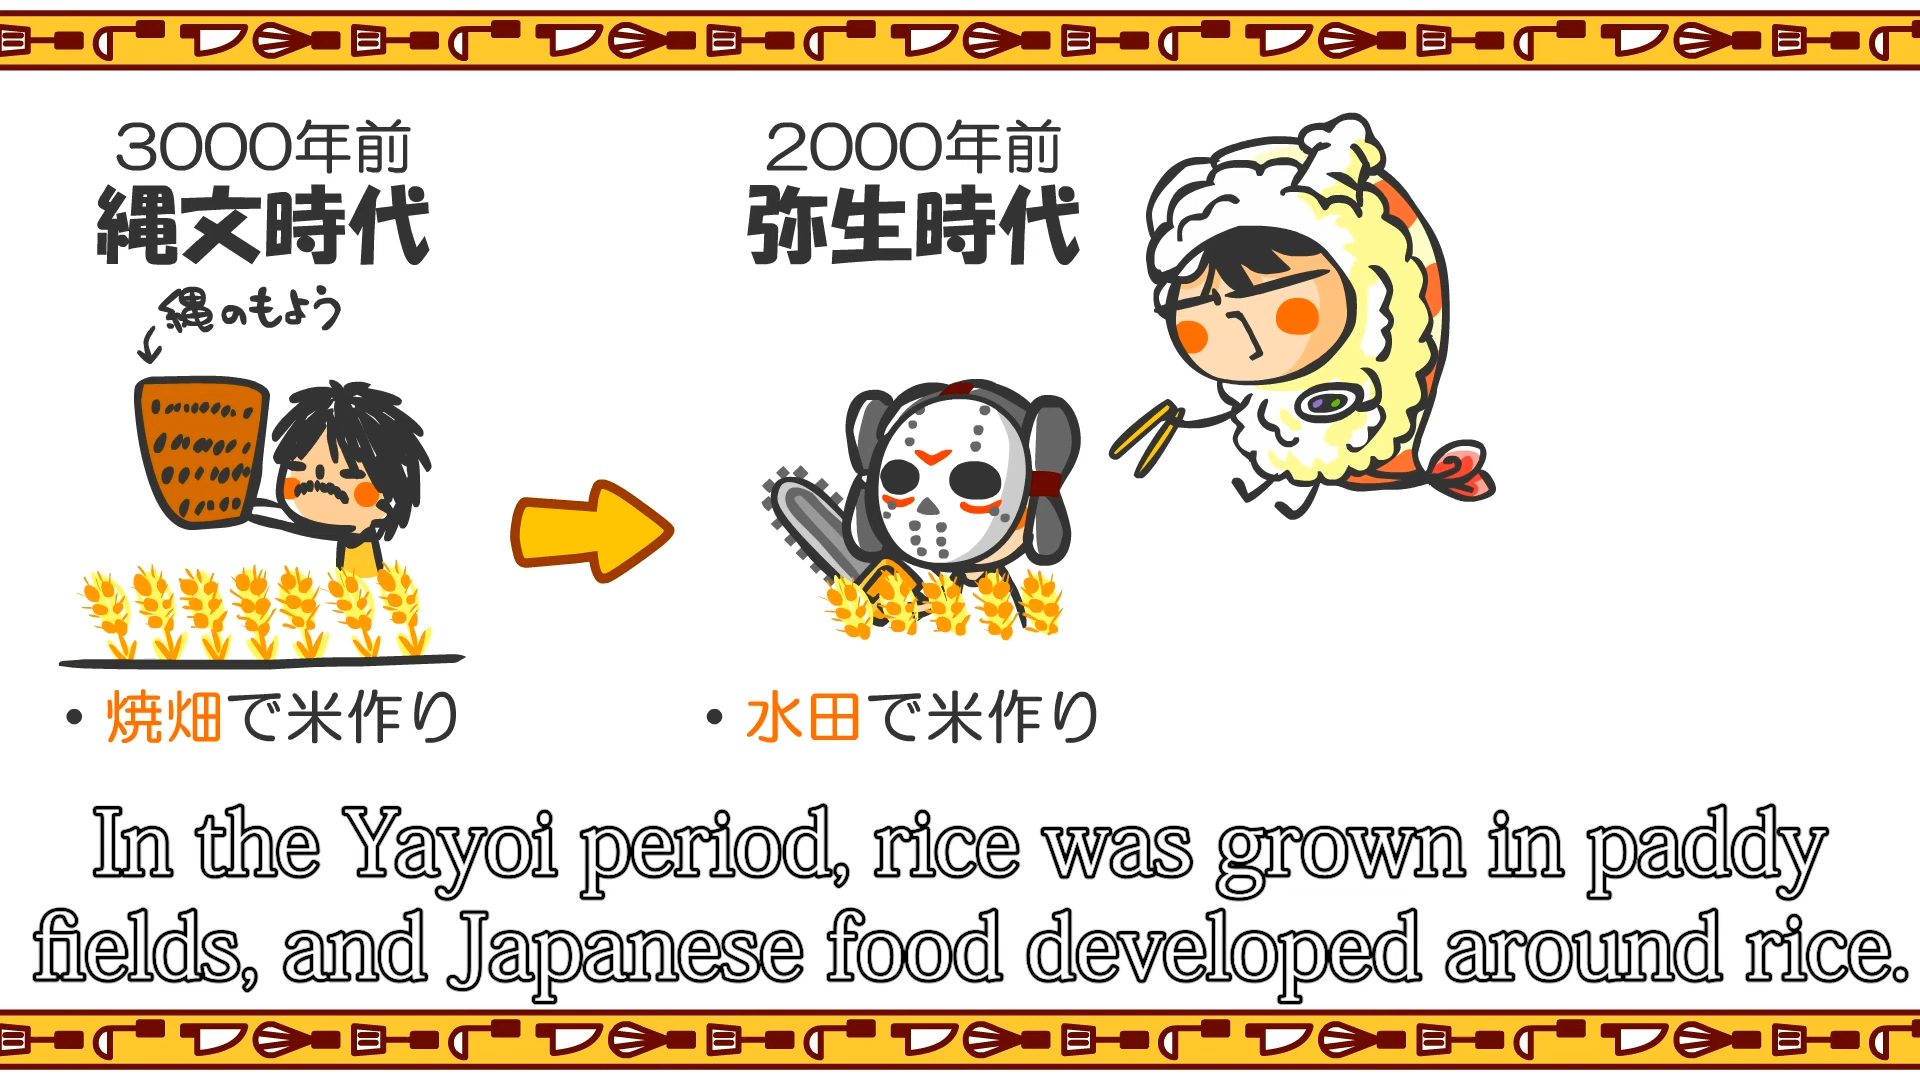 3000年前
縄文時代
縄のもよう
・焼畑で米作り
2000年前
弥生時代
・水田で米作り
In the Yayoi period, rice was grown in paddy
fields, and Japanese food developed around rice.